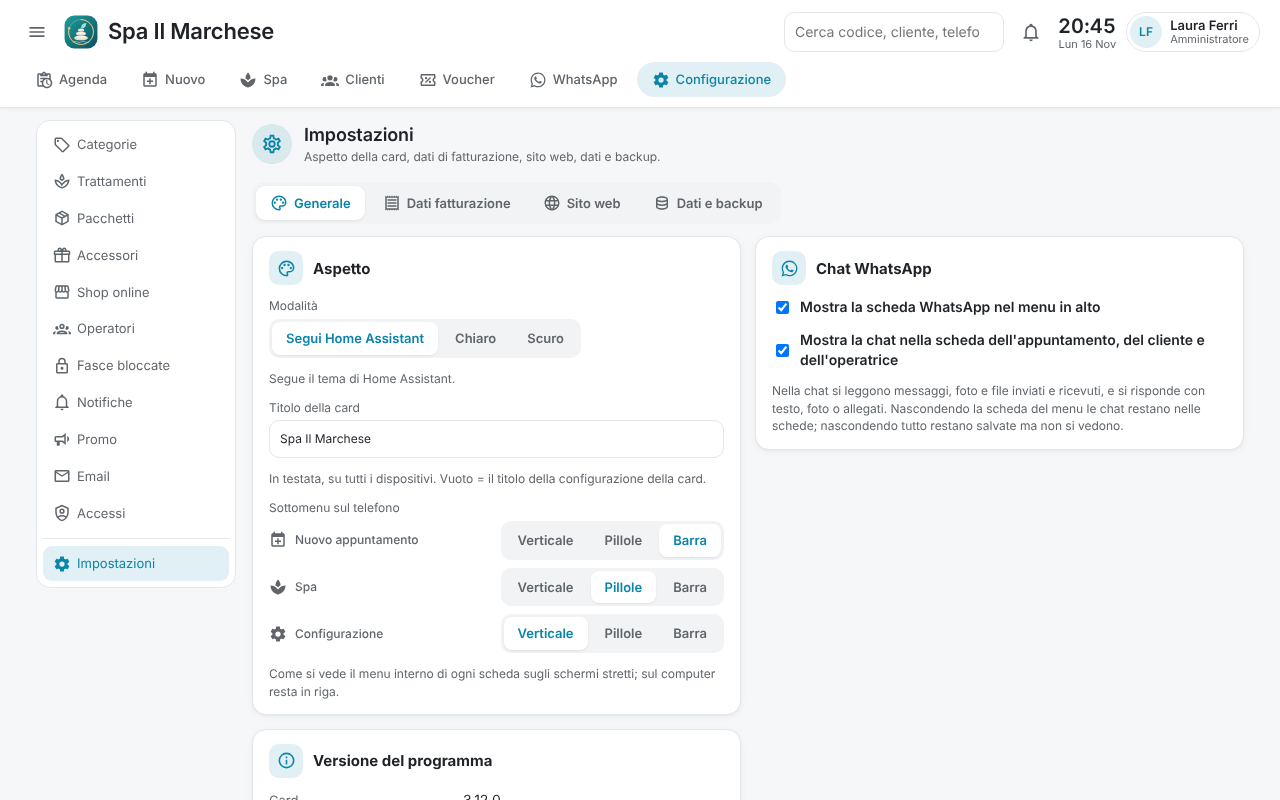 Spa Il Marchese
Cerca codice, cliente, telefo
20:45
Lun 16 Nov
LF
Laura Ferri
Amministratore
Agenda
Nuovo
Spa
Clienti
Voucher
WhatsApp
Configurazione
Categorie
Trattamenti
Pacchetti
Accessori
Shop online
Operatori
Fasce bloccate
Notifiche
Promo
Email
Accessi
Impostazioni
Impostazioni
Aspetto della card, dati di fatturazione, sito web, dati e backup.
Generale
Dati fatturazione
Sito web
Dati e backup
Aspetto
Modalità
Segui Home Assistant
Chiaro
Scuro
Segue il tema di Home Assistant.
Titolo della card
Spa Il Marchese
In testata, su tutti i dispositivi. Vuoto = il titolo della configurazione della card.
Sottomenu sul telefono
Nuovo appuntamento
Verticale
Pillole
Barra
Spa
Verticale
Pillole
Barra
Configurazione
Verticale
Pillole
Barra
Come si vede il menu interno di ogni scheda sugli schermi stretti; sul computer
resta in riga.
Versione del programma
Card
3.12.0
Chat WhatsApp
Mostra la scheda WhatsApp nel menu in alto
Mostra la chat nella scheda dell'appuntamento, del cliente e
dell'operatrice
Nella chat si leggono messaggi, foto e file inviati e ricevuti, e si risponde con
testo, foto o allegati. Nascondendo la scheda del menu le chat restano nelle
schede; nascondendo tutto restano salvate ma non si vedono.